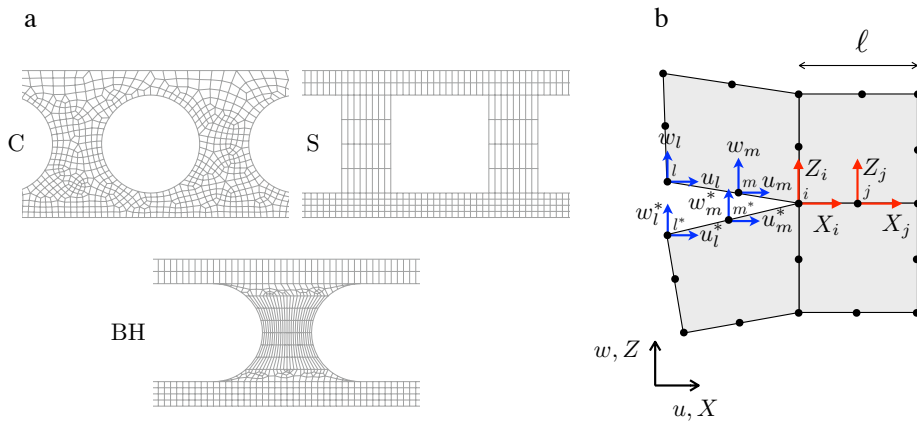 a
b
C
S
BH
ℓ
w_l
w_m
Z_i
Z_j
l
u_l
m
u_m
i
j
w_l^*
w_m^*
l^*
m^*
u_l^*
u_m^*
X_i
X_j
w, Z
u, X